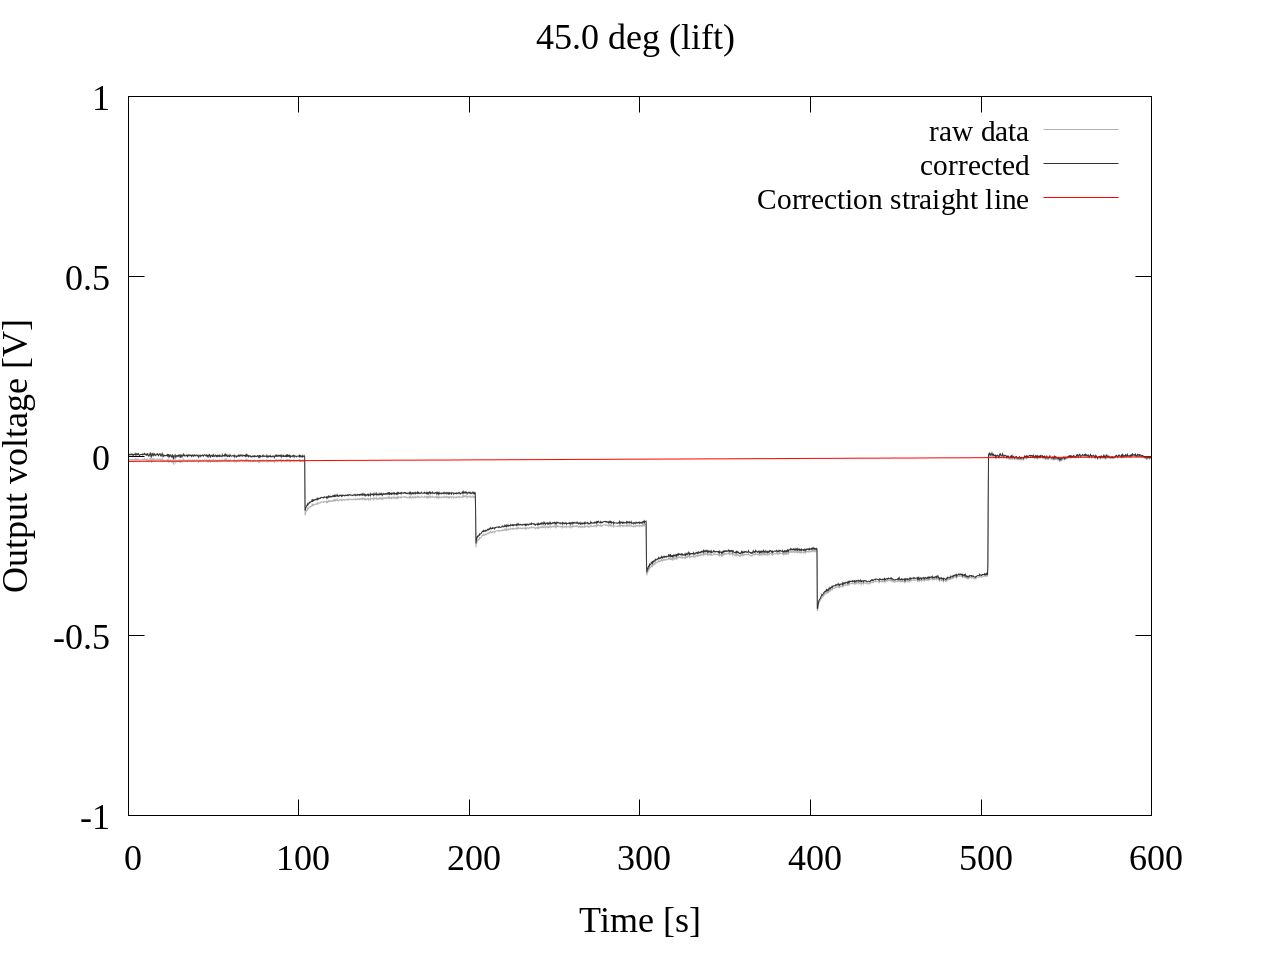 45.0 deg (lift)
1
raw data
corrected
Correction straight line
0.5
0
-0.5
-1
Output voltage [V]
0 100 200 300 400 500 600
Time [s]